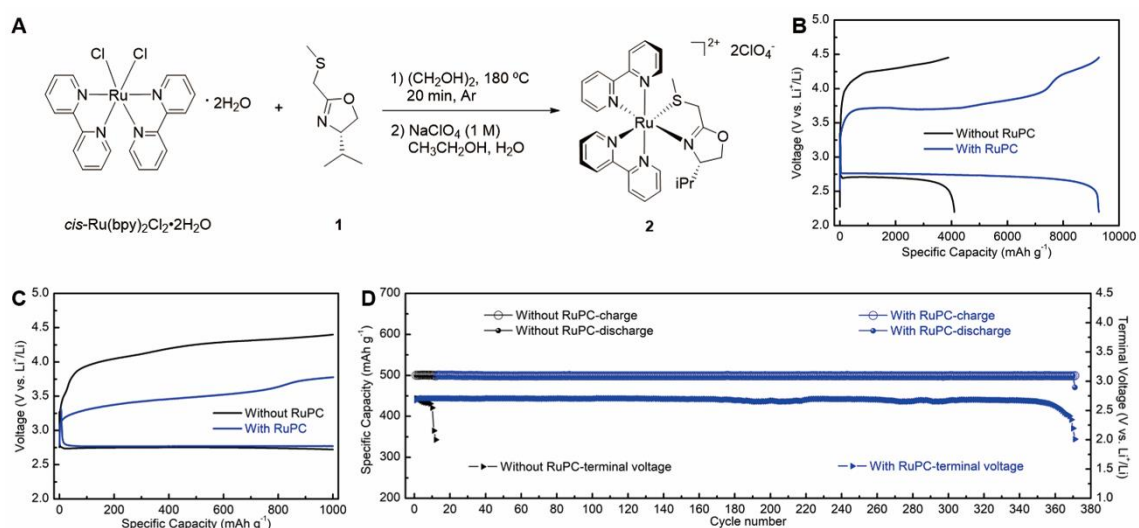 A
Cl
Cl
N
N
Ru
N
N
· 2H₂O
cis-Ru(bpy)₂Cl₂•2H₂O
+
S
O
N
1
1) (CH₂OH)₂, 180 ºC
20 min, Ar
2) NaClO₄ (1 M)
CH₃CH₂OH, H₂O
2+
2ClO₄⁻
N
N
S
Ru
O
N
N
N
iPr
2
B
Voltage (V vs. Li⁺/Li)
5.0
4.5
4.0
3.5
3.0
2.5
2.0
Without RuPC
With RuPC
0 2000 4000 6000 8000 10000
Specific Capacity (mAh g⁻¹)
C
Voltage (V vs. Li⁺/Li)
5.0
4.5
4.0
3.5
3.0
2.5
2.0
Without RuPC
With RuPC
0 200 400 600 800 1000
Specific Capacity (mAh g⁻¹)
D
Specific Capacity (mAh g⁻¹)
700
600
500
400
300
200
Without RuPC-charge
Without RuPC-discharge
With RuPC-charge
With RuPC-discharge
Without RuPC-terminal voltage
With RuPC-terminal voltage
4.5
4.0
3.5
3.0
2.5
2.0
1.5
1.0
Terminal Voltage (V vs. Li⁺/Li)
0 20 40 60 80 100 120 140 160 180 200 220 240 260 280 300 320 340 360 380
Cycle number